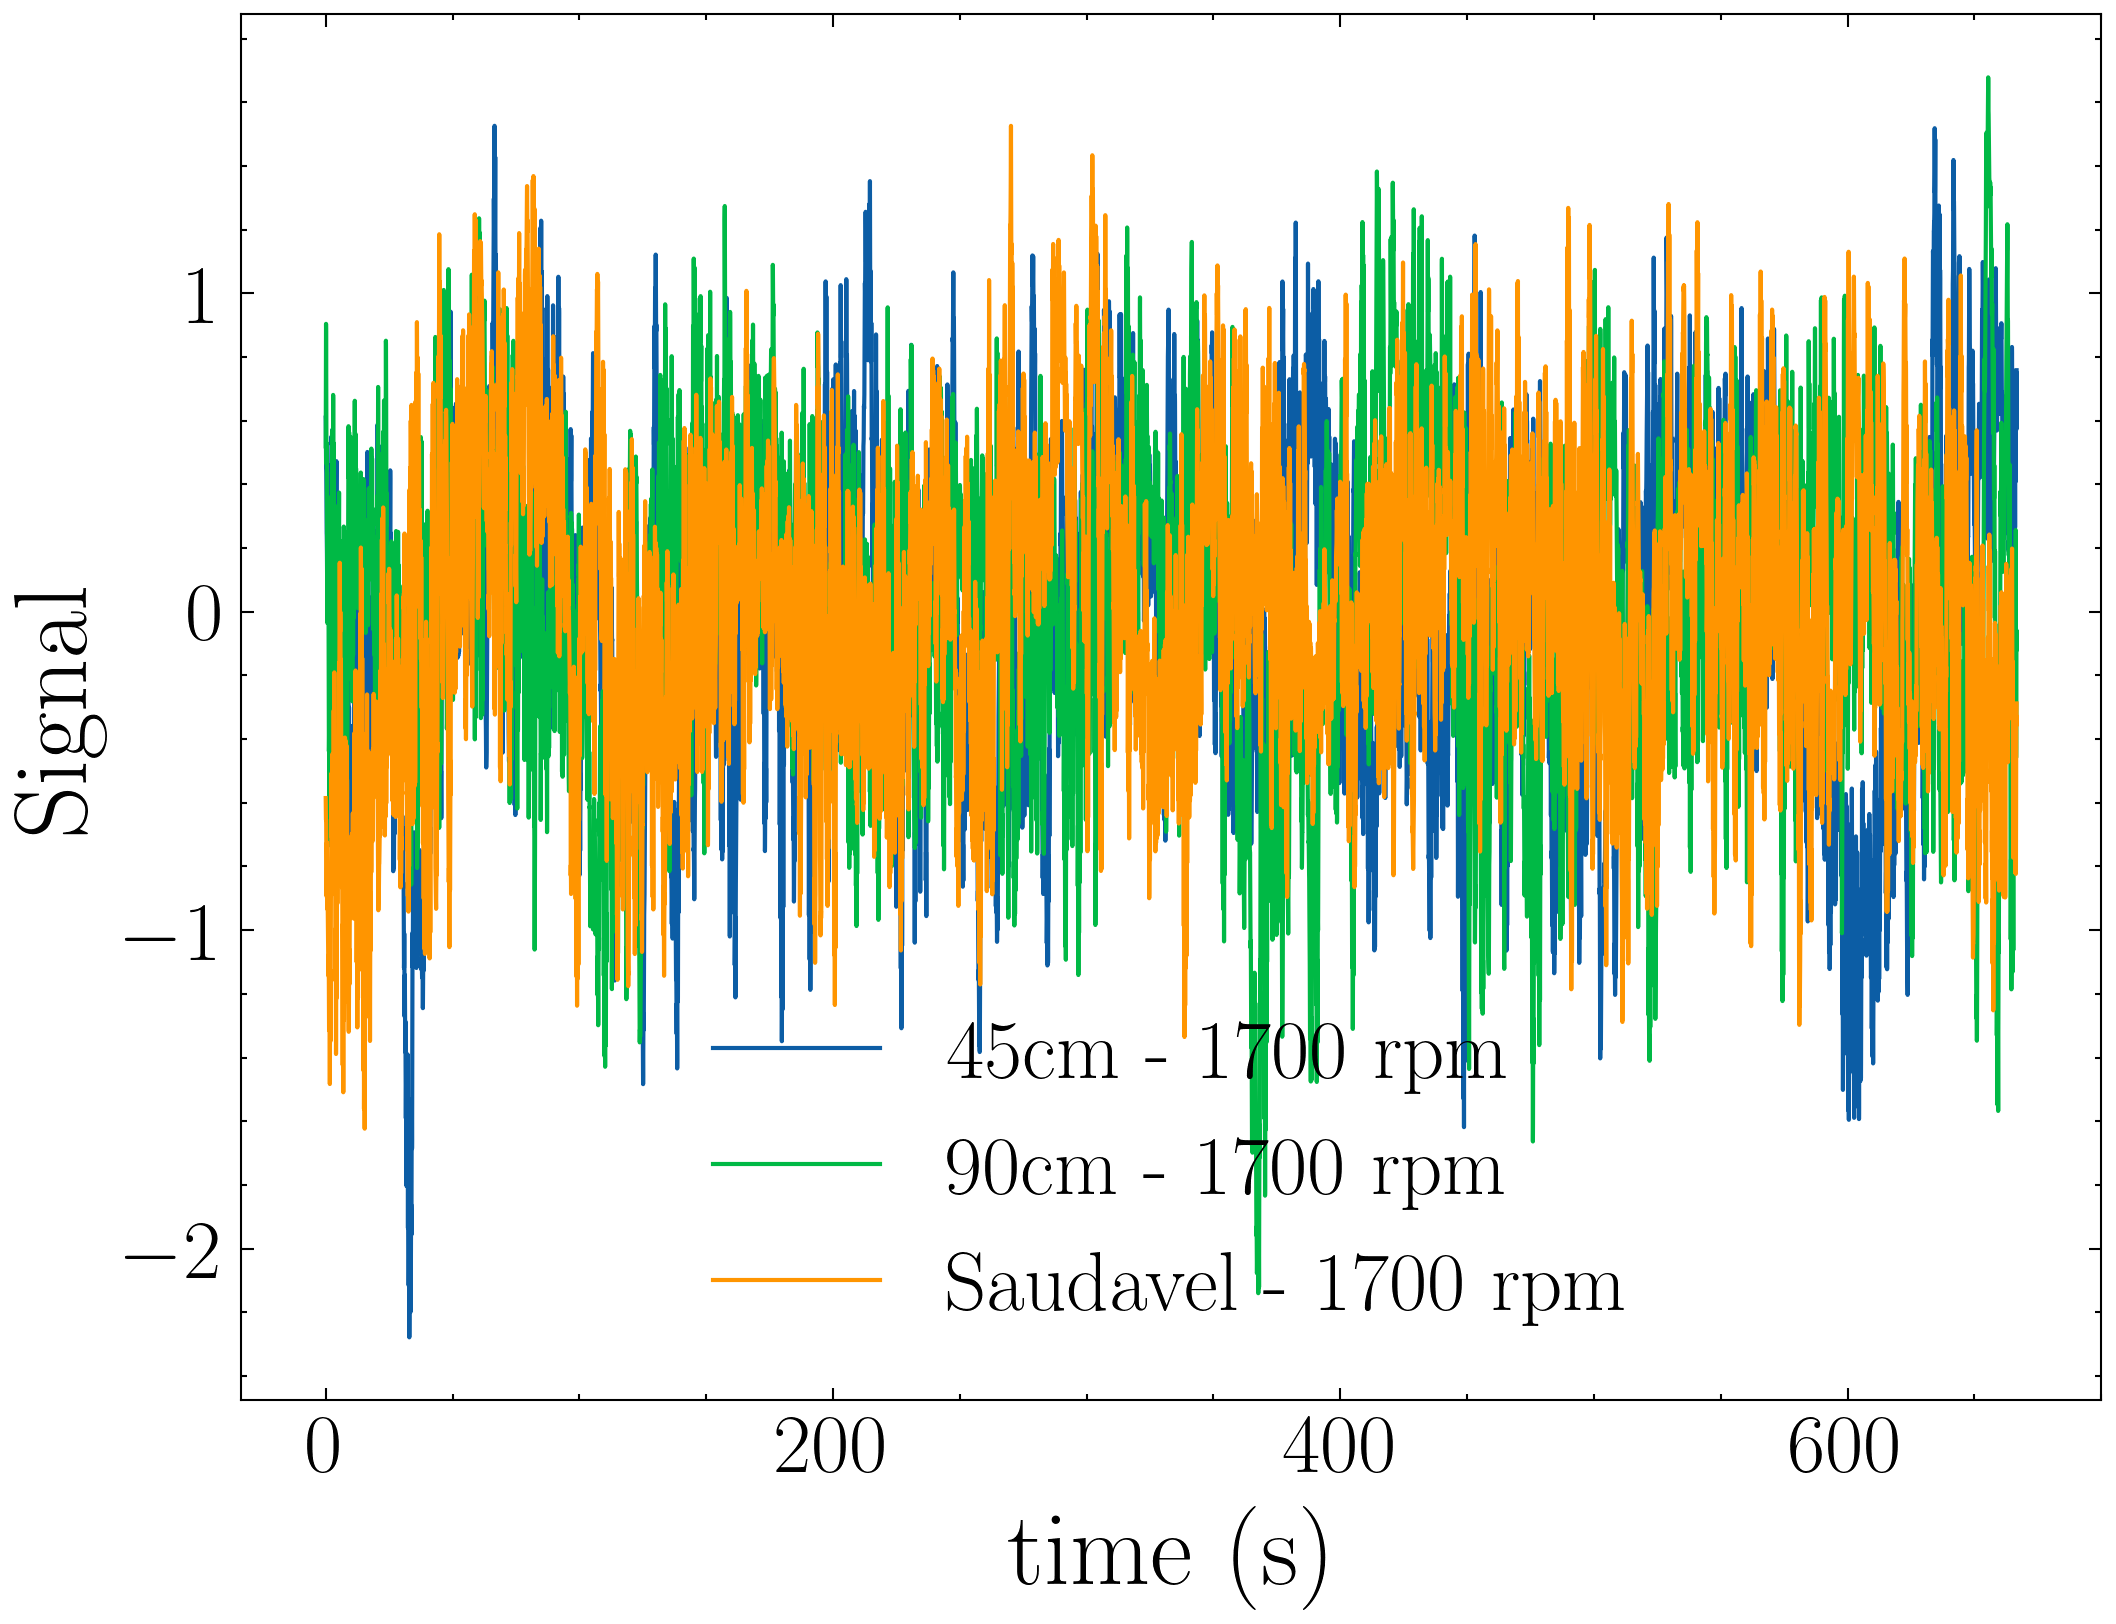 Signal
1
0
−1
−2
45cm - 1700 rpm
90cm - 1700 rpm
Saudavel - 1700 rpm
0 200 400 600
time (s)